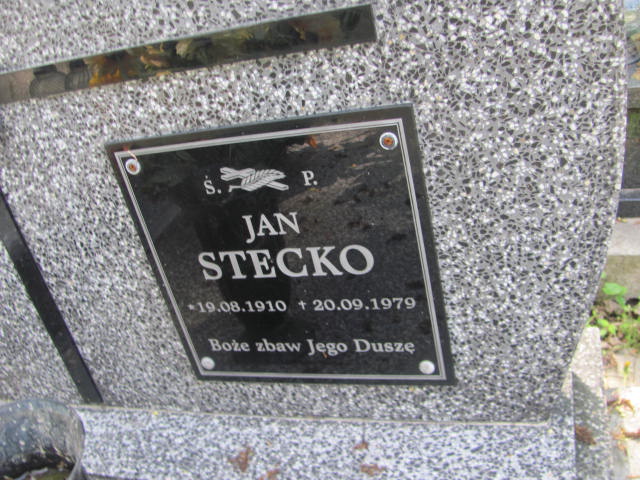 Ś. P.
JAN
STECKO
*19.08.1910 †20.09.1979
Boże zbaw Jego Duszę